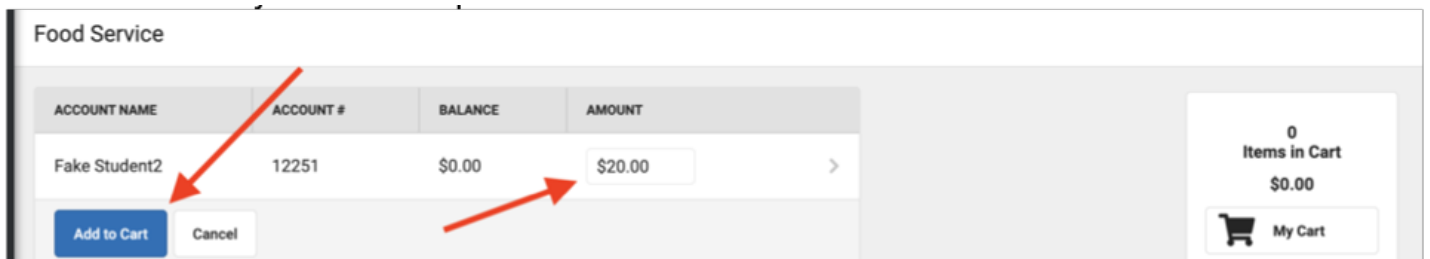 Food Service
ACCOUNT NAME ACCOUNT # BALANCE AMOUNT
Fake Student2 12251 $0.00 $20.00
Add to Cart Cancel
0
Items in Cart
$0.00
My Cart